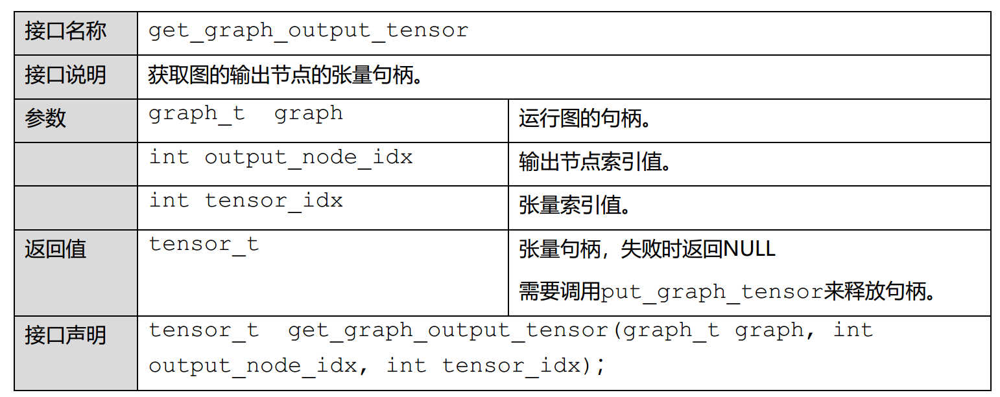 接口名称 get_graph_output_tensor
接口说明 获取图的输出节点的张量句柄。
参数 graph_t  graph 运行图的句柄。
int output_node_idx 输出节点索引值。
int tensor_idx 张量索引值。
返回值 tensor_t 张量句柄，失败时返回NULL
需要调用put_graph_tensor来释放句柄。
接口声明 tensor_t  get_graph_output_tensor(graph_t graph, int
output_node_idx, int tensor_idx);